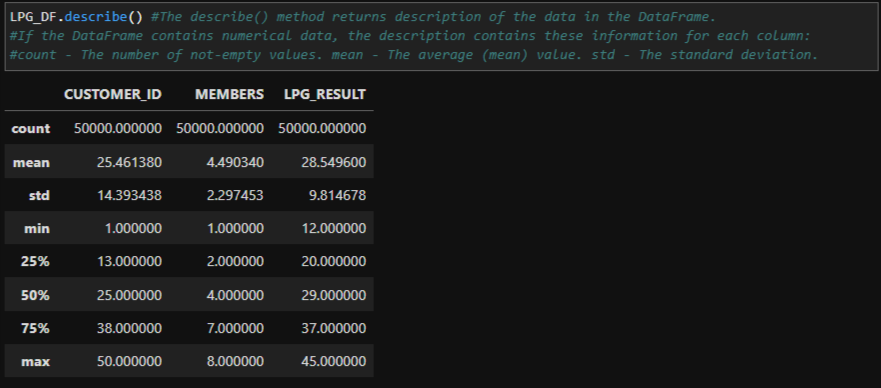 LPG_DF.describe() #The describe() method returns description of the data in the DataFrame.
#If the DataFrame contains numerical data, the description contains these information for each column:
#count - The number of not-empty values. mean - The average (mean) value. std - The standard deviation.
CUSTOMER_ID MEMBERS LPG_RESULT
count 50000.000000 50000.000000 50000.000000
mean 25.461380 4.490340 28.549600
std 14.393438 2.297453 9.814678
min 1.000000 1.000000 12.000000
25% 13.000000 2.000000 20.000000
50% 25.000000 4.000000 29.000000
75% 38.000000 7.000000 37.000000
max 50.000000 8.000000 45.000000